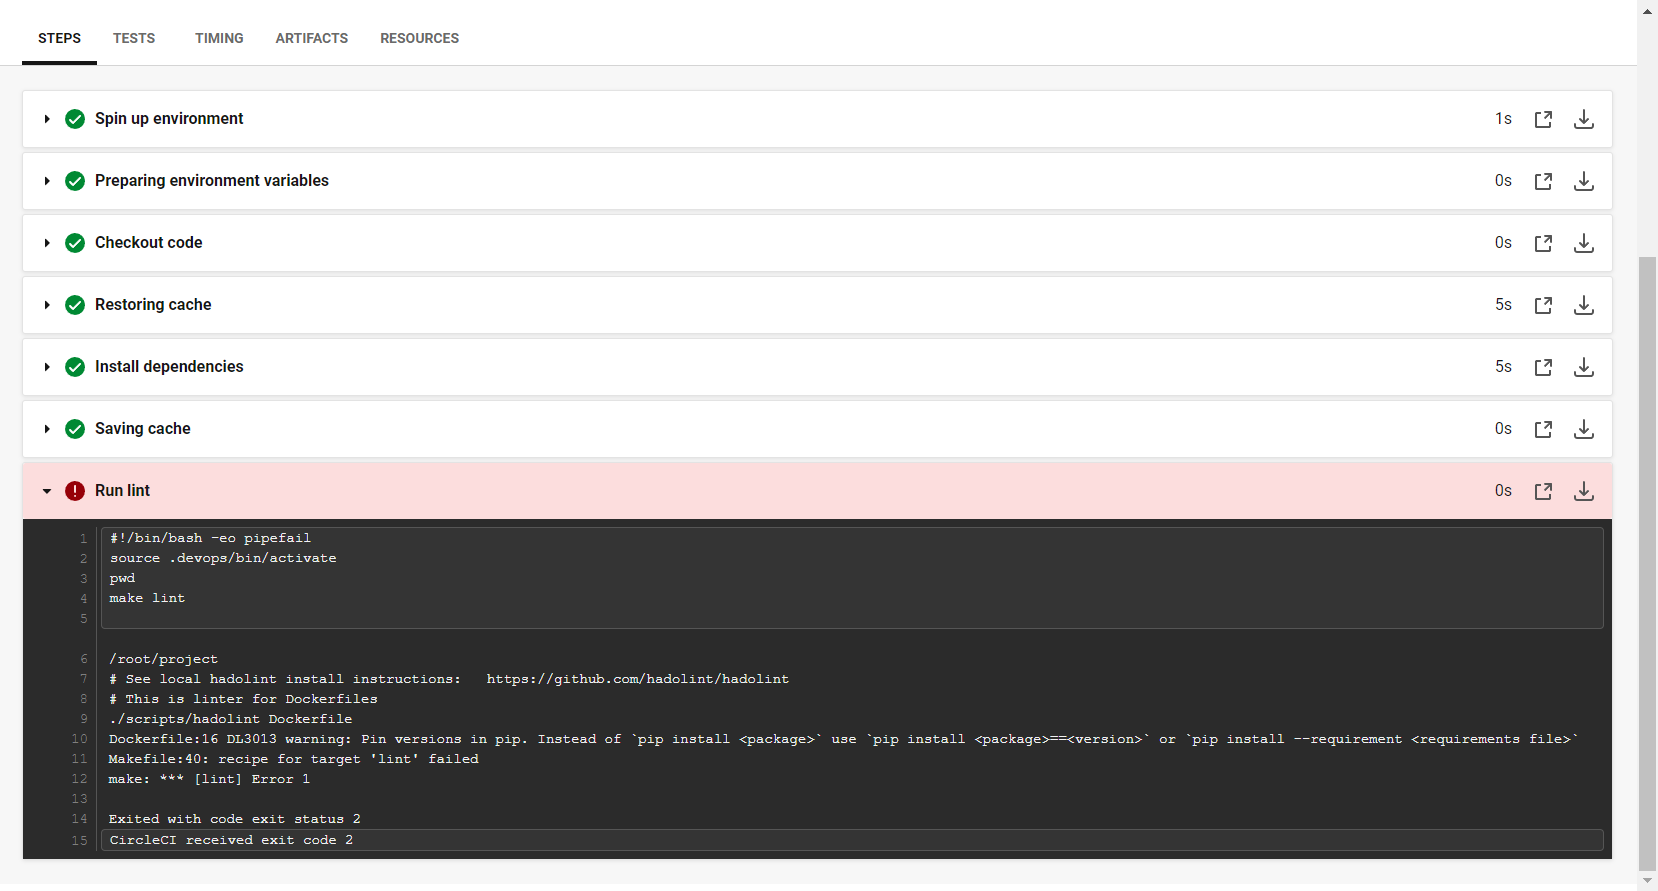 STEPS TESTS TIMING ARTIFACTS RESOURCES
Spin up environment 1s
Preparing environment variables 0s
Checkout code 0s
Restoring cache 5s
Install dependencies 5s
Saving cache 0s
Run lint 0s
1 #!/bin/bash -eo pipefail
2 source .devops/bin/activate
3 pwd
4 make lint
5
6 /root/project
7 # See local hadolint install instructions:   https://github.com/hadolint/hadolint
8 # This is linter for Dockerfiles
9 ./scripts/hadolint Dockerfile
10 Dockerfile:16 DL3013 warning: Pin versions in pip. Instead of `pip install <package>` use `pip install <package>==<version>` or `pip install --requirement <requirements file>`
11 Makefile:40: recipe for target 'lint' failed
12 make: *** [lint] Error 1
13
14 Exited with code exit status 2
15 CircleCI received exit code 2